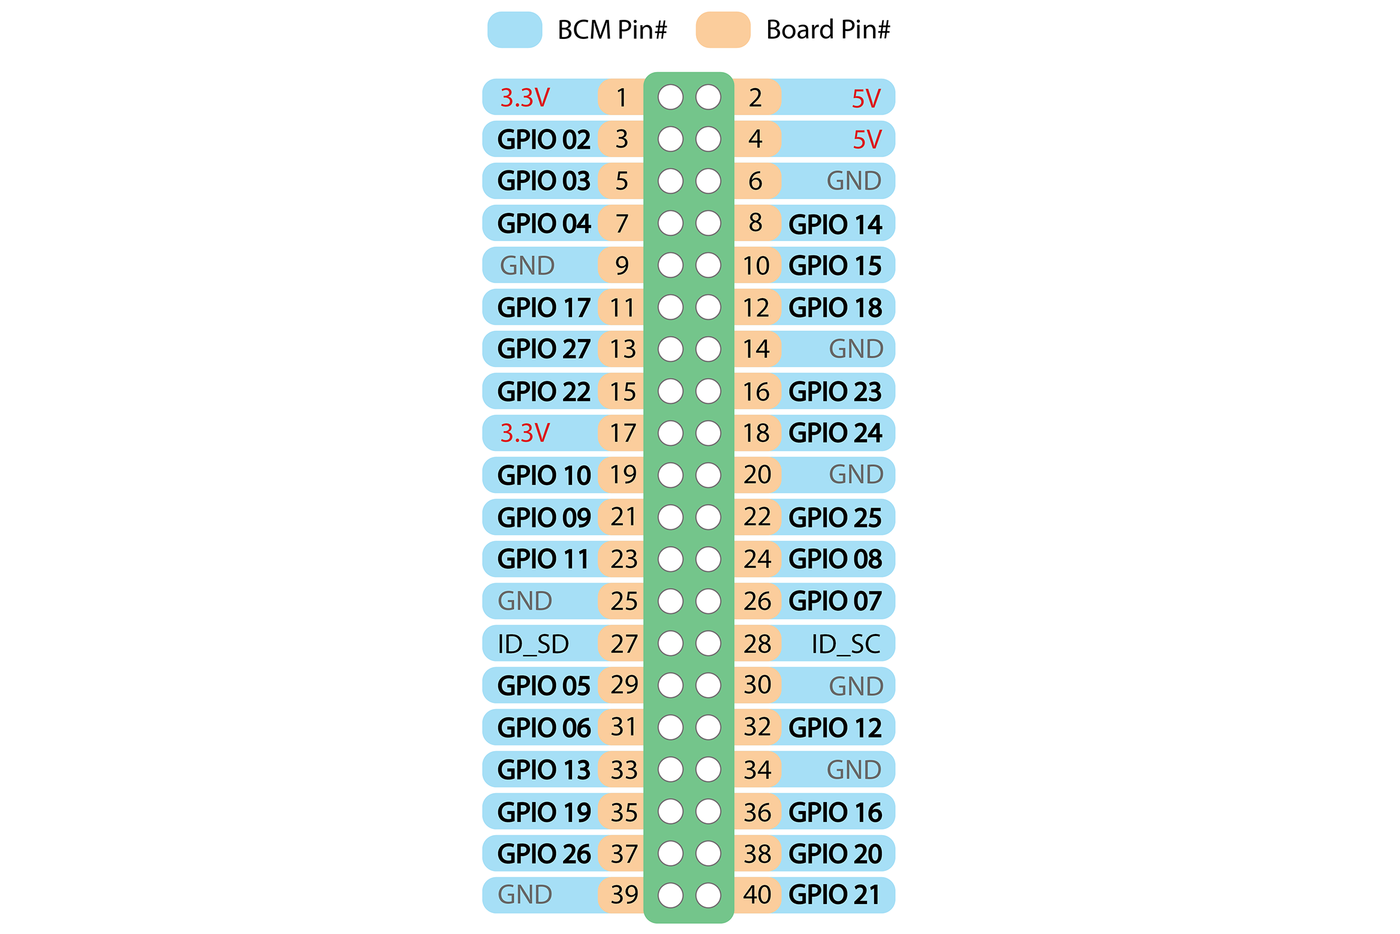 BCM Pin# Board Pin#
3.3V 1 2 5V
GPIO 02 3 4 5V
GPIO 03 5 6 GND
GPIO 04 7 8 GPIO 14
GND 9 10 GPIO 15
GPIO 17 11 12 GPIO 18
GPIO 27 13 14 GND
GPIO 22 15 16 GPIO 23
3.3V 17 18 GPIO 24
GPIO 10 19 20 GND
GPIO 09 21 22 GPIO 25
GPIO 11 23 24 GPIO 08
GND 25 26 GPIO 07
ID_SD 27 28 ID_SC
GPIO 05 29 30 GND
GPIO 06 31 32 GPIO 12
GPIO 13 33 34 GND
GPIO 19 35 36 GPIO 16
GPIO 26 37 38 GPIO 20
GND 39 40 GPIO 21